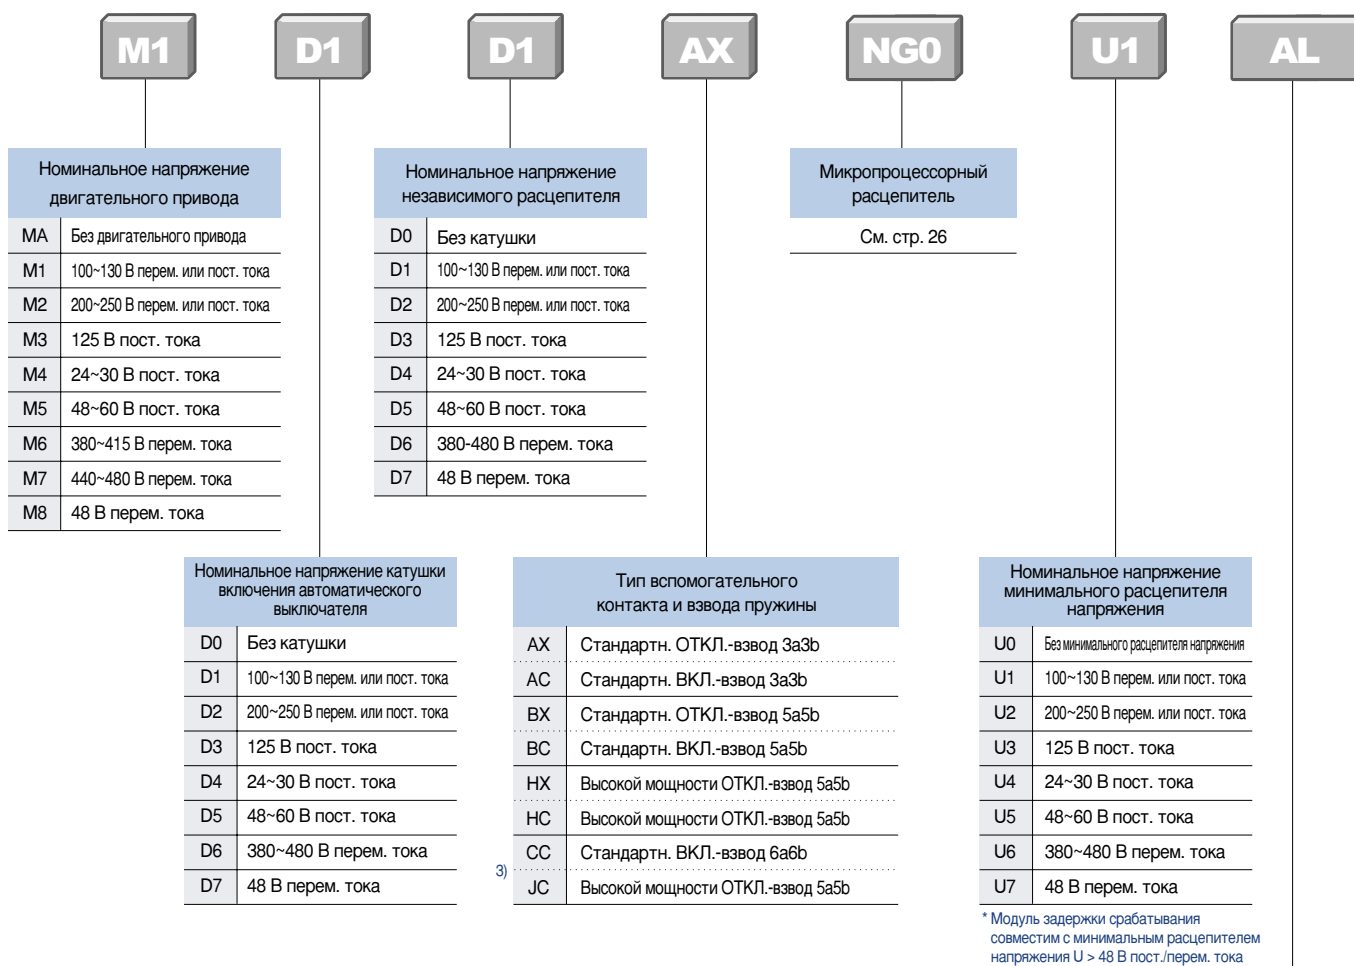 M1 D1 D1 AX NG0 U1 AL
Номинальное напряжение
двигательного привода
MA Без двигательного привода
M1 100~130 В перем. или пост. тока
M2 200~250 В перем. или пост. тока
M3 125 В пост. тока
M4 24~30 В пост. тока
M5 48~60 В пост. тока
M6 380~415 В перем. тока
M7 440~480 В перем. тока
M8 48 В перем. тока
Номинальное напряжение
независимого расцепителя
D0 Без катушки
D1 100~130 В перем. или пост. тока
D2 200~250 В перем. или пост. тока
D3 125 В пост. тока
D4 24~30 В пост. тока
D5 48~60 В пост. тока
D6 380-480 В перем. тока
D7 48 В перем. тока
Микропроцессорный
расцепитель
См. стр. 26
Номинальное напряжение катушки
включения автоматического
выключателя
D0 Без катушки
D1 100~130 В перем. или пост. тока
D2 200~250 В перем. или пост. тока
D3 125 В пост. тока
D4 24~30 В пост. тока
D5 48~60 В пост. тока
D6 380~480 В перем. тока
D7 48 В перем. тока
Тип вспомогательного
контакта и взвода пружины
AX Стандартн. ОТКЛ.-взвод 3a3b
AC Стандартн. ВКЛ.-взвод 3a3b
BX Стандартн. ОТКЛ.-взвод 5a5b
BC Стандартн. ВКЛ.-взвод 5a5b
HX Высокой мощности ОТКЛ.-взвод 5a5b
HC Высокой мощности ОТКЛ.-взвод 5a5b
CC Стандартн. ВКЛ.-взвод 6a6b
3)
JC Высокой мощности ОТКЛ.-взвод 5a5b
Номинальное напряжение
минимального расцепителя
напряжения
U0 Без минимального расцепителя напряжения
U1 100~130 В перем. или пост. тока
U2 200~250 В перем. или пост. тока
U3 125 В пост. тока
U4 24~30 В пост. тока
U5 48~60 В пост. тока
U6 380~480 В перем. тока
U7 48 В перем. тока
* Модуль задержки срабатывания
совместим с минимальным расцепителем
напряжения U > 48 В пост./перем. тока